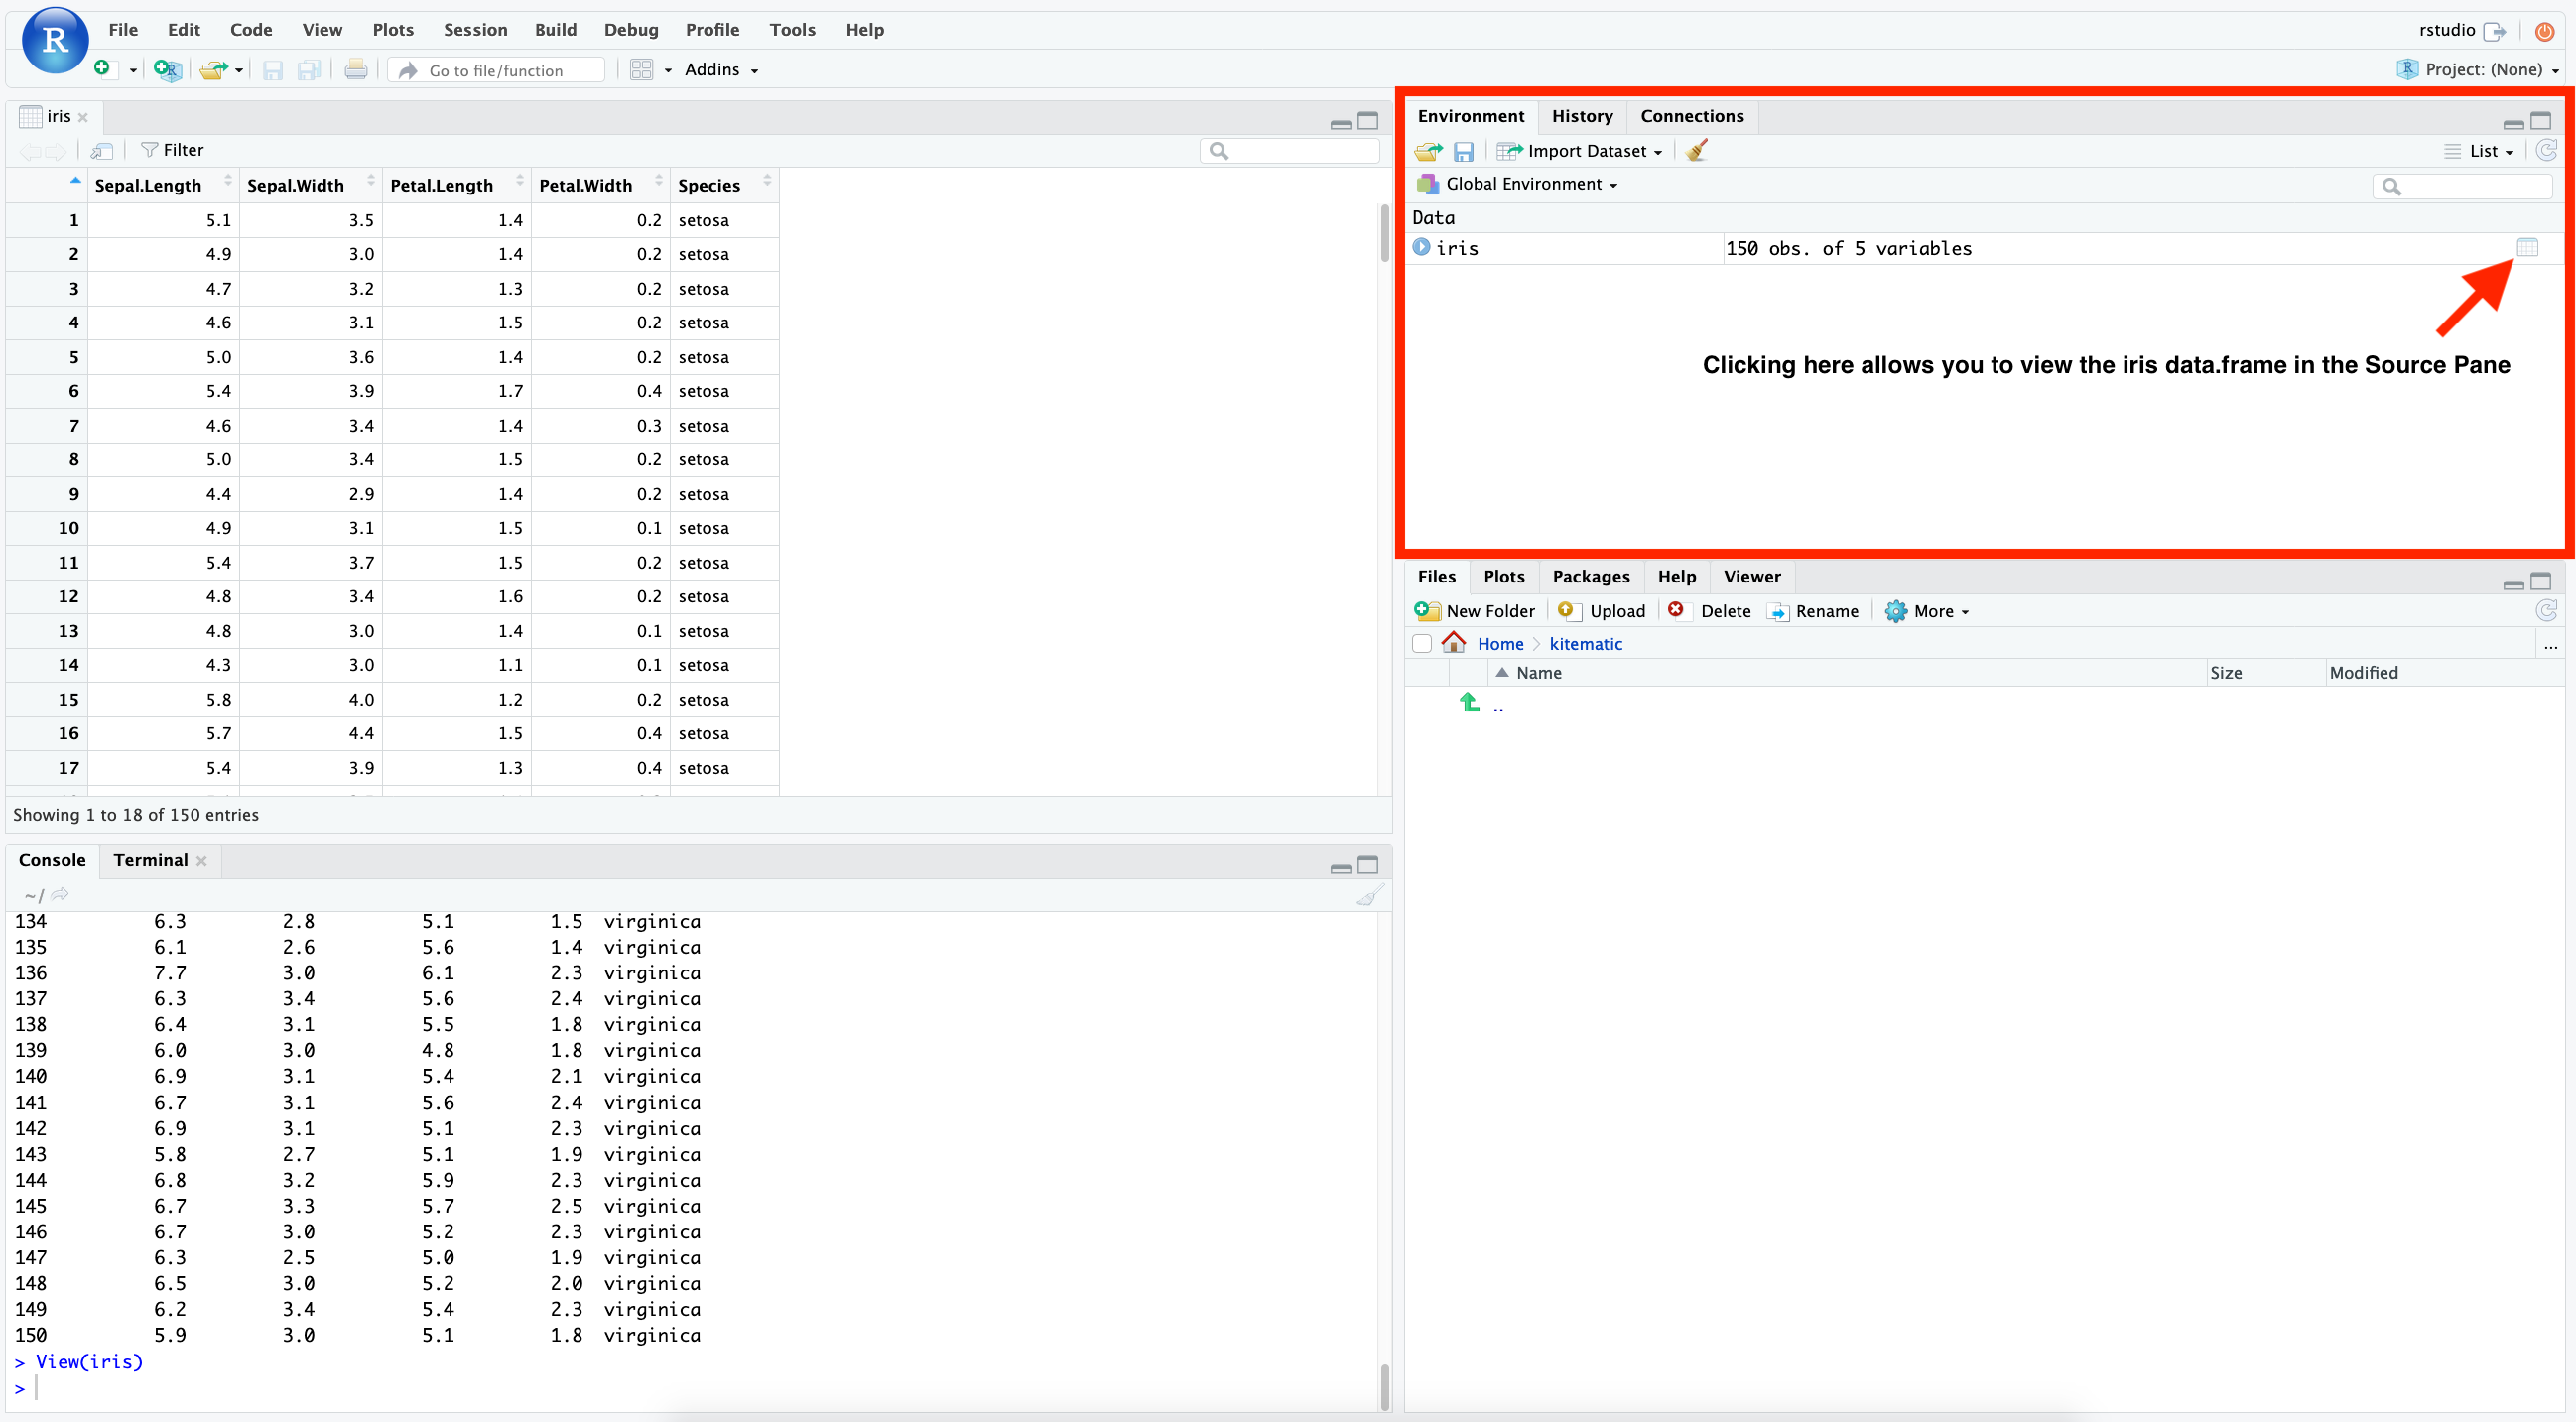 R File Edit Code View Plots Session Build Debug Profile Tools Help rstudio
R Go to file/function Addins R Project: (None)
iris
Filter
Sepal.Length Sepal.Width Petal.Length Petal.Width Species
1 5.1 3.5 1.4 0.2 setosa
2 4.9 3.0 1.4 0.2 setosa
3 4.7 3.2 1.3 0.2 setosa
4 4.6 3.1 1.5 0.2 setosa
5 5.0 3.6 1.4 0.2 setosa
6 5.4 3.9 1.7 0.4 setosa
7 4.6 3.4 1.4 0.3 setosa
8 5.0 3.4 1.5 0.2 setosa
9 4.4 2.9 1.4 0.2 setosa
10 4.9 3.1 1.5 0.1 setosa
11 5.4 3.7 1.5 0.2 setosa
12 4.8 3.4 1.6 0.2 setosa
13 4.8 3.0 1.4 0.1 setosa
14 4.3 3.0 1.1 0.1 setosa
15 5.8 4.0 1.2 0.2 setosa
16 5.7 4.4 1.5 0.4 setosa
17 5.4 3.9 1.3 0.4 setosa
Showing 1 to 18 of 150 entries
Console Terminal
~/
134 6.3 2.8 5.1 1.5 virginica
135 6.1 2.6 5.6 1.4 virginica
136 7.7 3.0 6.1 2.3 virginica
137 6.3 3.4 5.6 2.4 virginica
138 6.4 3.1 5.5 1.8 virginica
139 6.0 3.0 4.8 1.8 virginica
140 6.9 3.1 5.4 2.1 virginica
141 6.7 3.1 5.6 2.4 virginica
142 6.9 3.1 5.1 2.3 virginica
143 5.8 2.7 5.1 1.9 virginica
144 6.8 3.2 5.9 2.3 virginica
145 6.7 3.3 5.7 2.5 virginica
146 6.7 3.0 5.2 2.3 virginica
147 6.3 2.5 5.0 1.9 virginica
148 6.5 3.0 5.2 2.0 virginica
149 6.2 3.4 5.4 2.3 virginica
150 5.9 3.0 5.1 1.8 virginica
> View(iris)
>
Environment History Connections
Import Dataset List
Global Environment
Data
iris 150 obs. of 5 variables
Clicking here allows you to view the iris data.frame in the Source Pane
Files Plots Packages Help Viewer
New Folder Upload Delete Rename More
Home kitematic ...
Name Size Modified
..